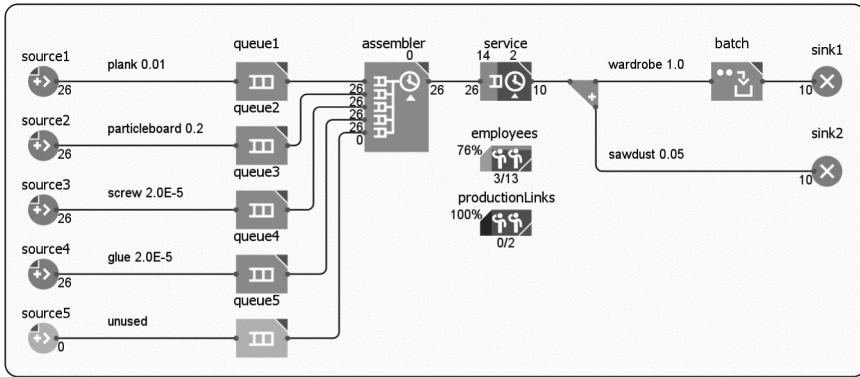 queue1
assembler
service
batch
sink1
source1
plank 0.01
0
14 2
wardrobe 1.0
26
26
26
26
10
10
queue2
26
source2
particleboard 0.2
26
employees
sink2
26
0
76%
sawdust 0.05
26
queue3
3/13
10
source3
productionLinks
screw 2.0E-5
100%
26
queue4
0/2
source4
glue 2.0E-5
26
queue5
source5
unused
0